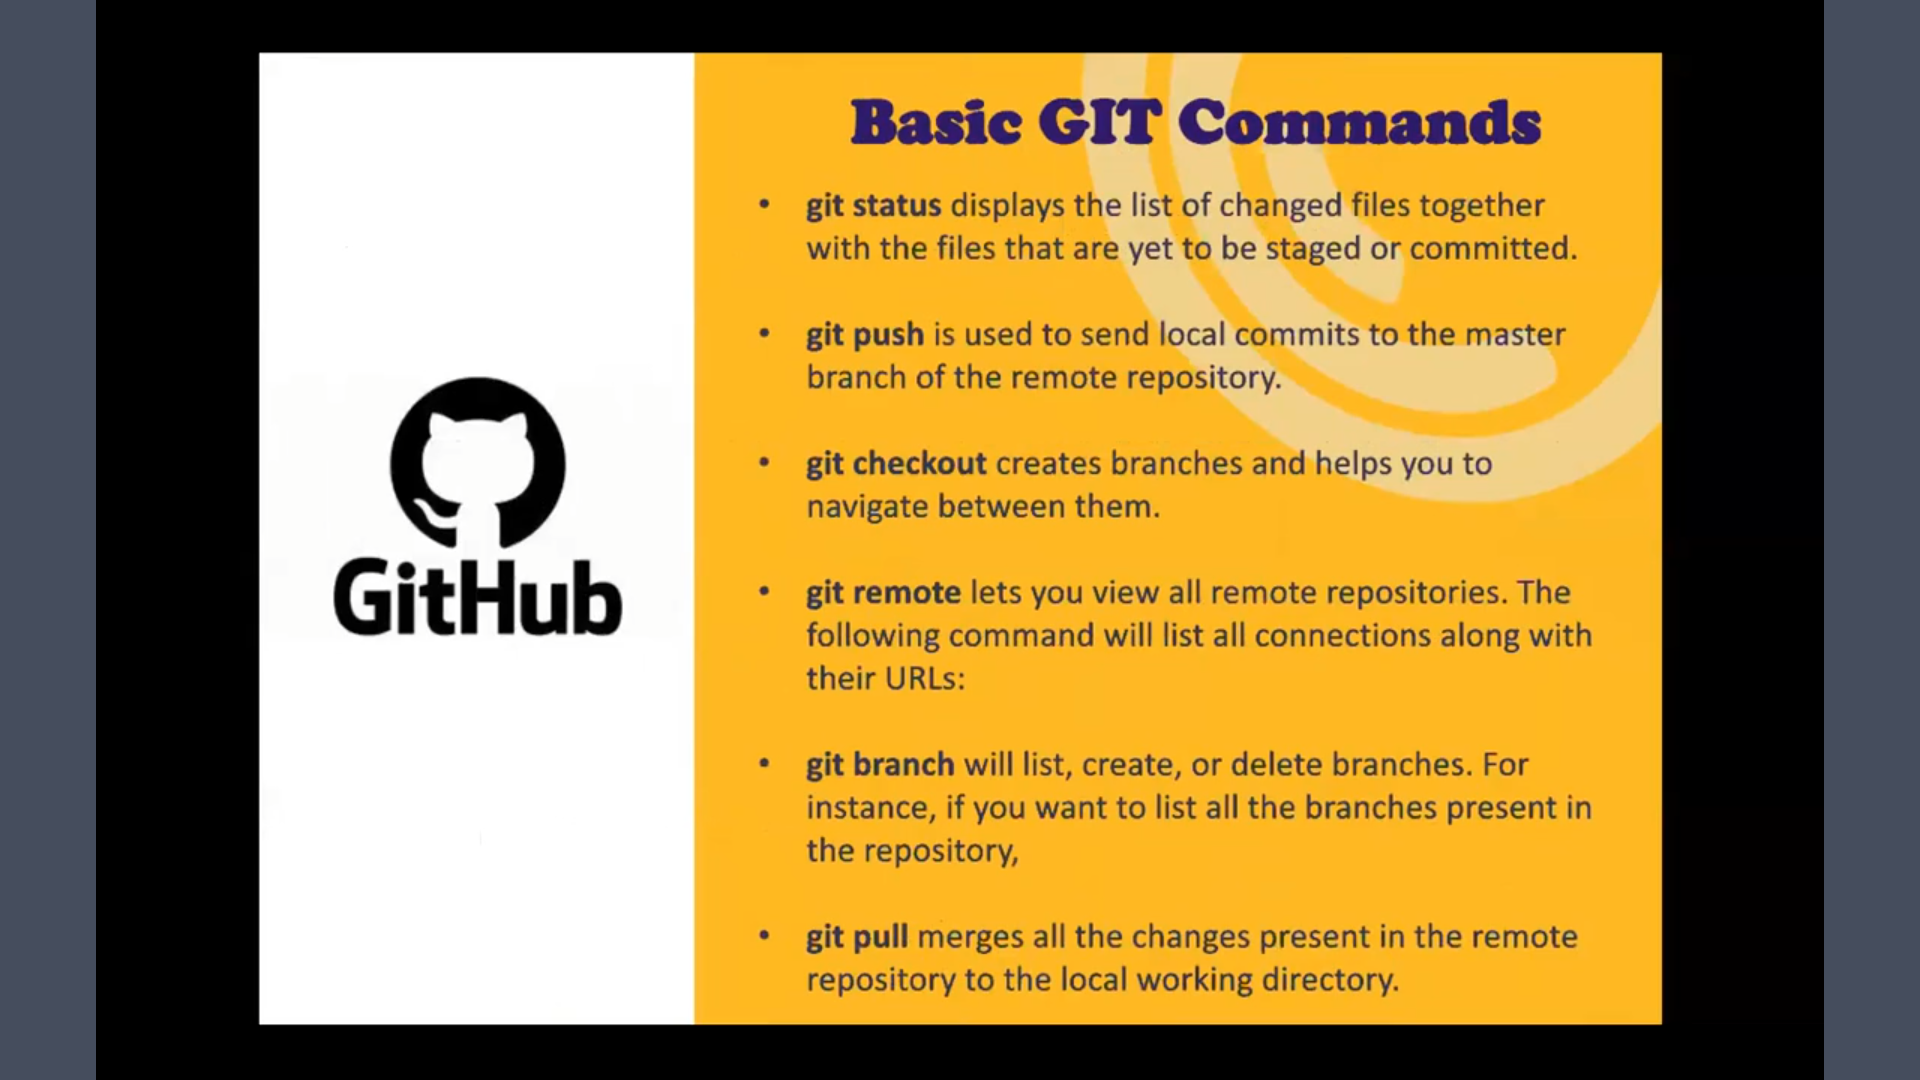 GitHub
Basic GIT Commands
• git status displays the list of changed files together
with the files that are yet to be staged or committed.
• git push is used to send local commits to the master
branch of the remote repository.
• git checkout creates branches and helps you to
navigate between them.
• git remote lets you view all remote repositories. The
following command will list all connections along with
their URLs:
• git branch will list, create, or delete branches. For
instance, if you want to list all the branches present in
the repository,
• git pull merges all the changes present in the remote
repository to the local working directory.